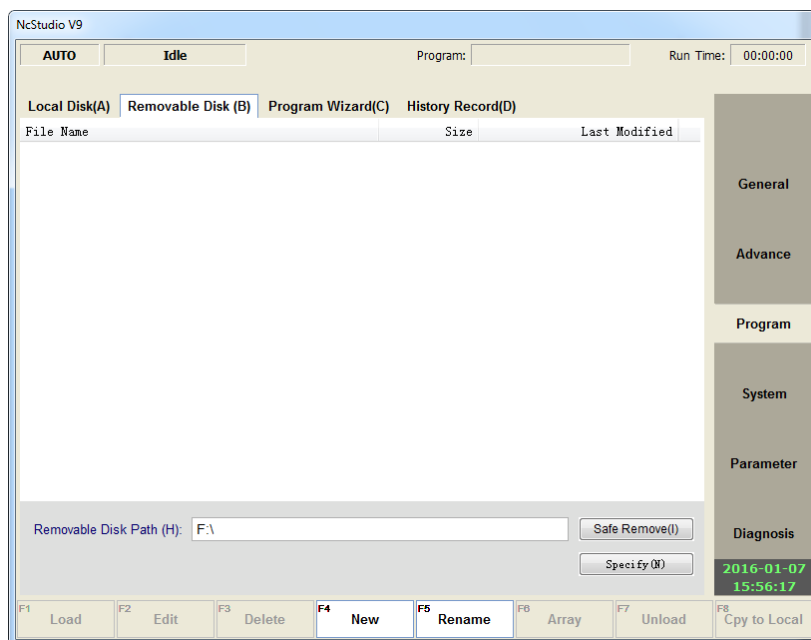 NcStudio V9
AUTO Idle Program: Run Time: 00:00:00
Local Disk(A) Removable Disk (B) Program Wizard(C) History Record(D)
File Name Size Last Modified
General
Advance
Program
System
Parameter
Removable Disk Path (H): F:\ Safe Remove(I)
Diagnosis
Specify(N)
2016-01-07
15:56:17
F1 Load F2 Edit F3 Delete F4 New F5 Rename F6 Array F7 Unload F8 Cpy to Local